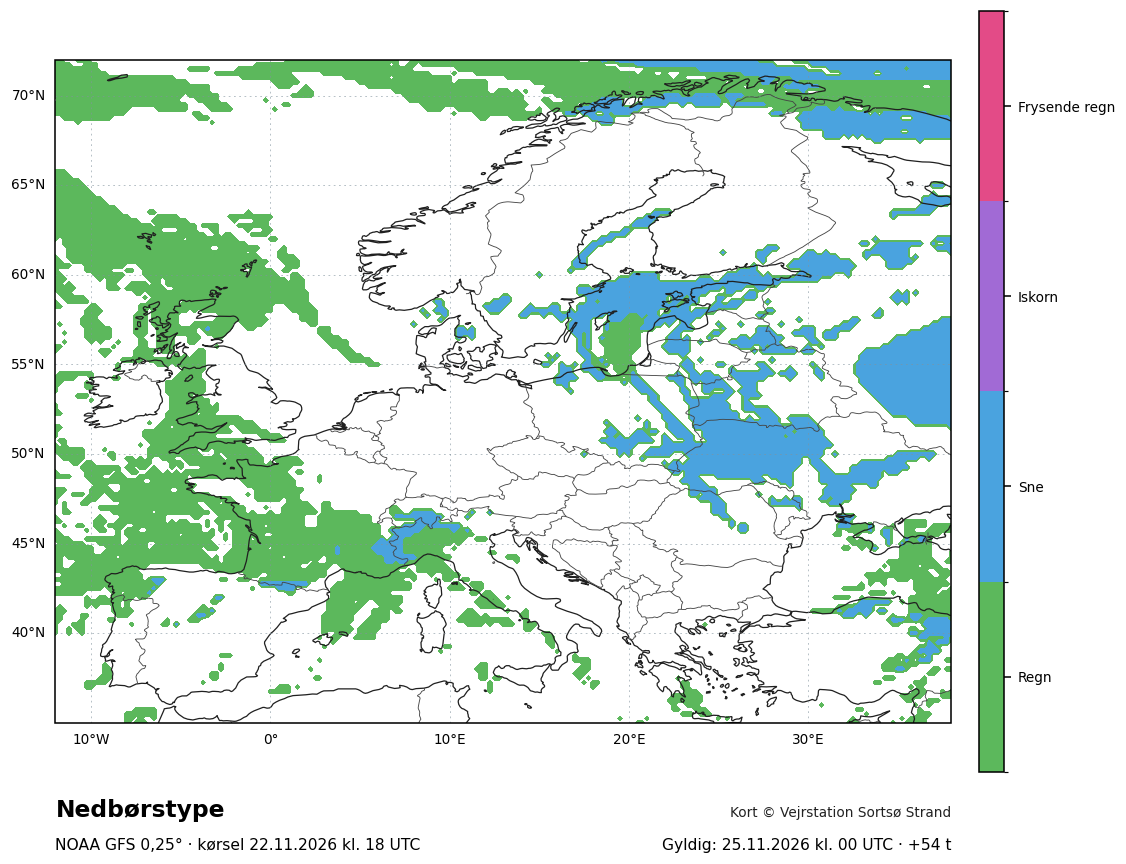 70°N
65°N
60°N
55°N
50°N
45°N
40°N
10°W
0°
10°E
20°E
30°E
Frysende regn
Iskorn
Sne
Regn
Nedbørstype
Kort © Vejrstation Sortsø Strand
NOAA GFS 0,25° · kørsel 22.11.2026 kl. 18 UTC
Gyldig: 25.11.2026 kl. 00 UTC · +54 t